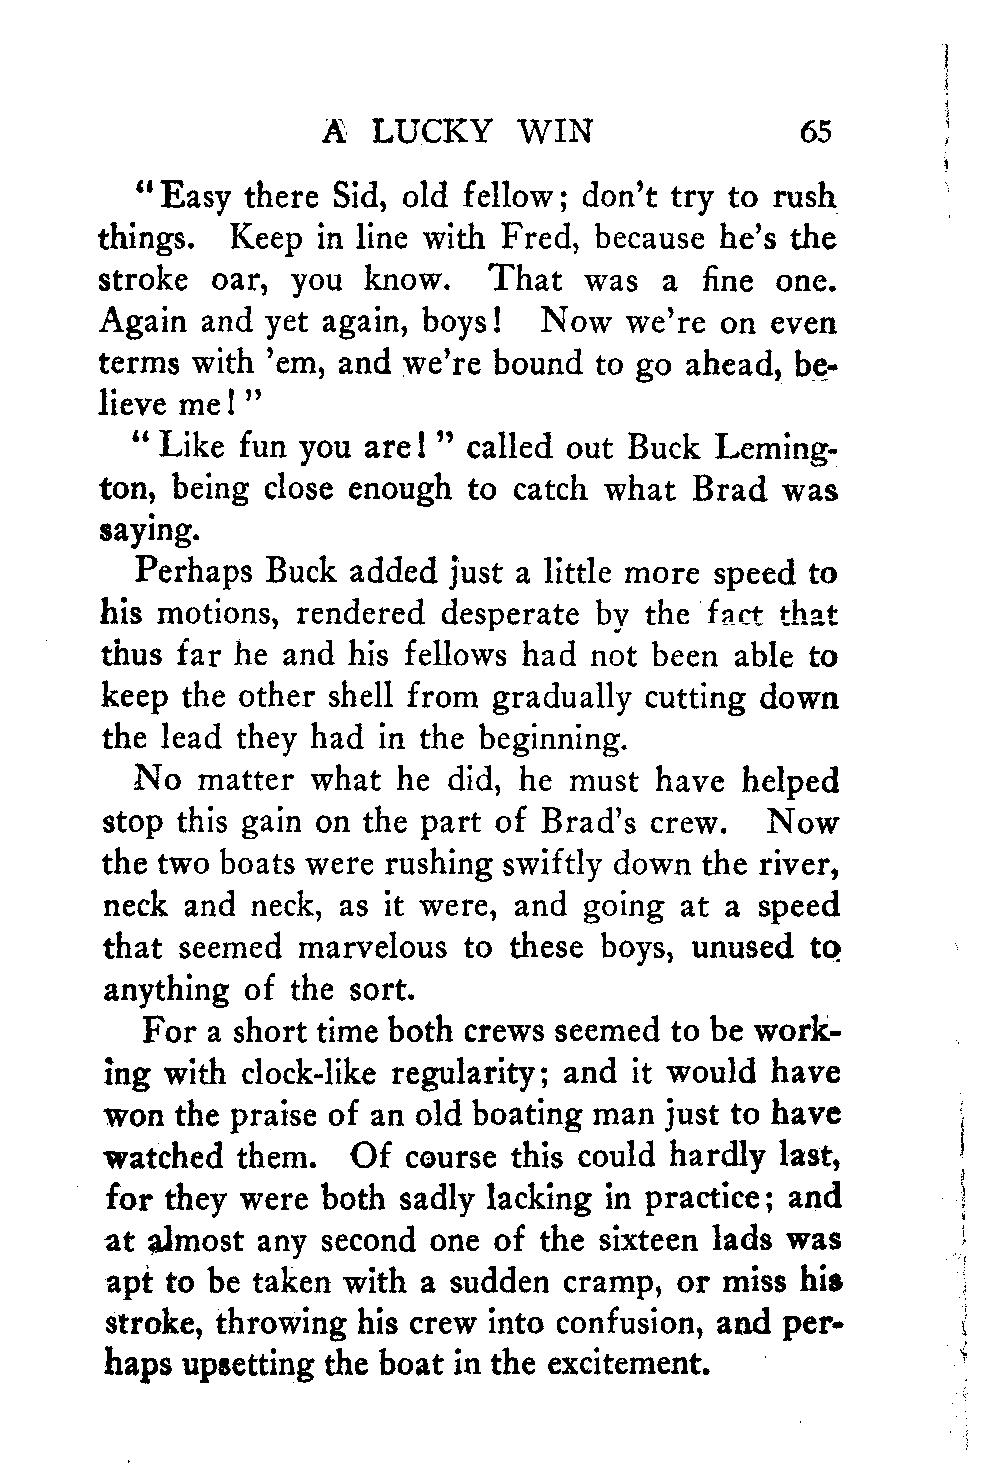 A LUCKY WIN 65
“Easy there Sid, old fellow; don't try to rush
things. Keep in line with Fred, because he's the
stroke oar, you know. That was a fine one.
Again and yet again, boys! Now we're on even
terms with 'em, and we're bound to go ahead, be-
lieve me!”
“Like fun you are!” called out Buck Leming-
ton, being close enough to catch what Brad was
saying.
Perhaps Buck added just a little more speed to
his motions, rendered desperate by the fact that
thus far he and his fellows had not been able to
keep the other shell from gradually cutting down
the lead they had in the beginning.
No matter what he did, he must have helped
stop this gain on the part of Brad's crew. Now
the two boats were rushing swiftly down the river,
neck and neck, as it were, and going at a speed
that seemed marvelous to these boys, unused to
anything of the sort.
For a short time both crews seemed to be work-
ing with clock-like regularity; and it would have
won the praise of an old boating man just to have
watched them. Of course this could hardly last,
for they were both sadly lacking in practice; and
at almost any second one of the sixteen lads was
apt to be taken with a sudden cramp, or miss his
stroke, throwing his crew into confusion, and per-
haps upsetting the boat in the excitement.